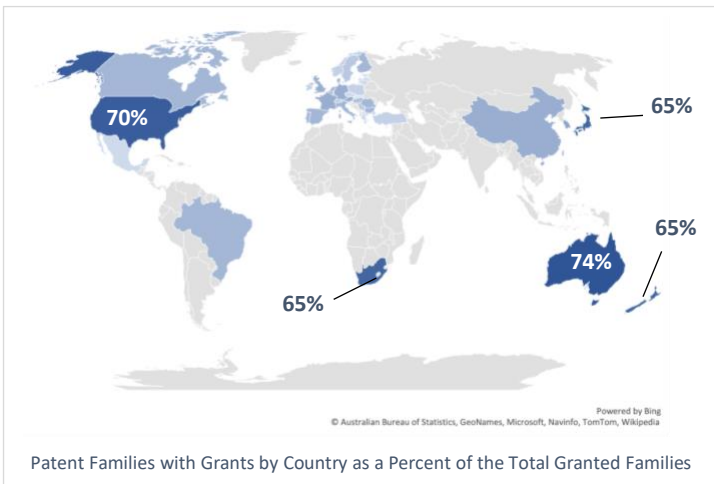 70%
65%
65%
74%
65%
Powered by Bing
© Australian Bureau of Statistics, GeoNames, Microsoft, Navinfo, TomTom, Wikipedia
Patent Families with Grants by Country as a Percent of the Total Granted Families